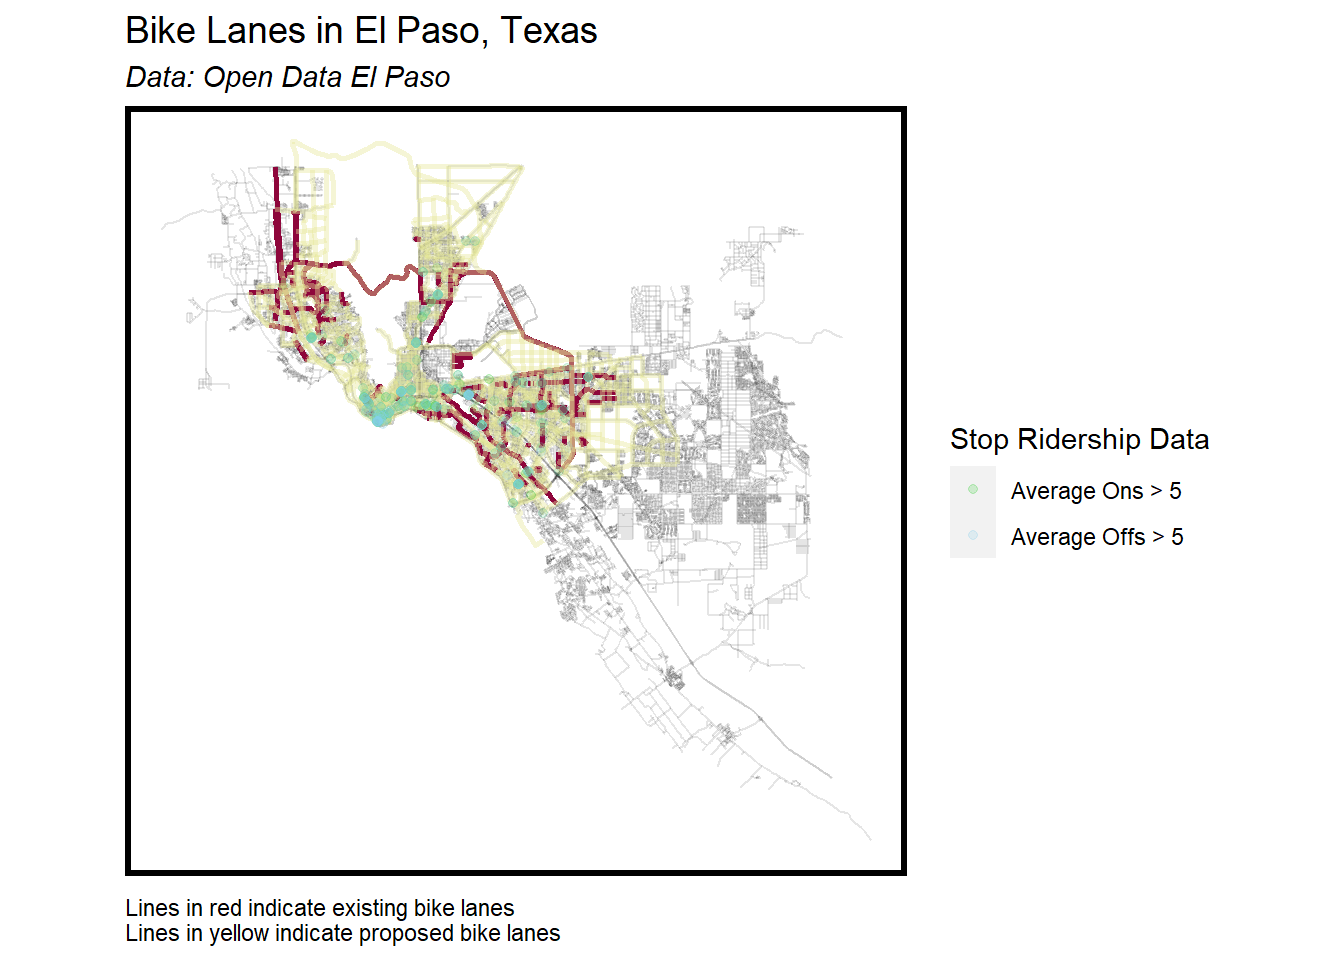 Bike Lanes in El Paso, Texas
Data: Open Data El Paso
Stop Ridership Data
Average Ons > 5
Average Offs > 5
Lines in red indicate existing bike lanes
Lines in yellow indicate proposed bike lanes